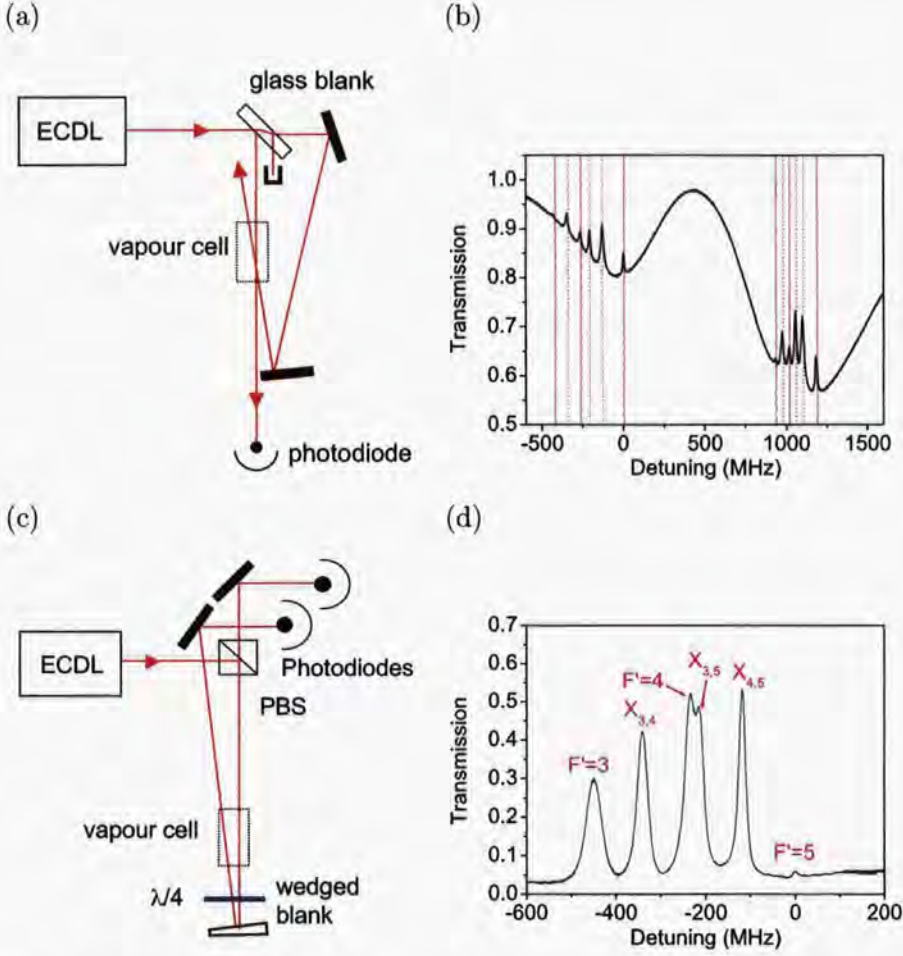 (a)
glass blank
ECDL
vapour cell
photodiode
(b)
1.0
0.9
0.8
0.7
0.6
0.5
Transmission
-500 0 500 1000 1500
Detuning (MHz)
(c)
ECDL
Photodiodes
PBS
vapour cell
λ/4
wedged
blank
(d)
0.7
0.6
0.5
0.4
0.3
0.2
0.1
0.0
Transmission
F'=3
X3,4
F'=4
X3,5
X4,5
F'=5
-600 -400 -200 0 200
Detuning (MHz)